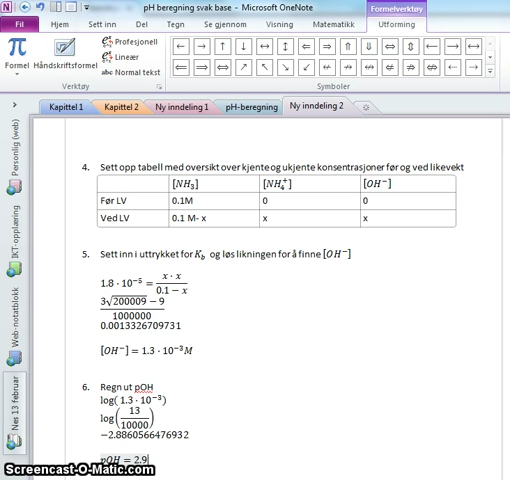 pH beregning svak base - Microsoft OneNote
Formelverktøy
Fil Hjem Sett inn Del Tegn Se gjennom Visning Matematikk Utforming
Formel
Håndskriftformel
Profesjonell
Lineær
abc Normal tekst
Verktøy
Symboler
Kapittel 1 Kapittel 2 Ny inndeling 1 pH-beregning Ny inndeling 2
Personlig (web)
IKT-opplæring
Web-notatblokk
Nes 13 februar
4. Sett opp tabell med oversikt over kjente og ukjente konsentrasjoner før og ved likevekt
[NH₃] [NH₄⁺] [OH⁻]
Før LV 0.1M 0 0
Ved LV 0.1 M- x x x
5. Sett inn i uttrykket for K_b og løs likningen for å finne [OH⁻]
1.8 · 10⁻⁵ = x · x / 0.1 − x
3√200009 − 9 / 1000000
0.0013326709731
[OH⁻] = 1.3 · 10⁻³M
6. Regn ut pOH
log( 1.3 · 10⁻³)
log(13/10000)
−2.8860566476932
pOH = 2.9
Screencast-O-Matic.com